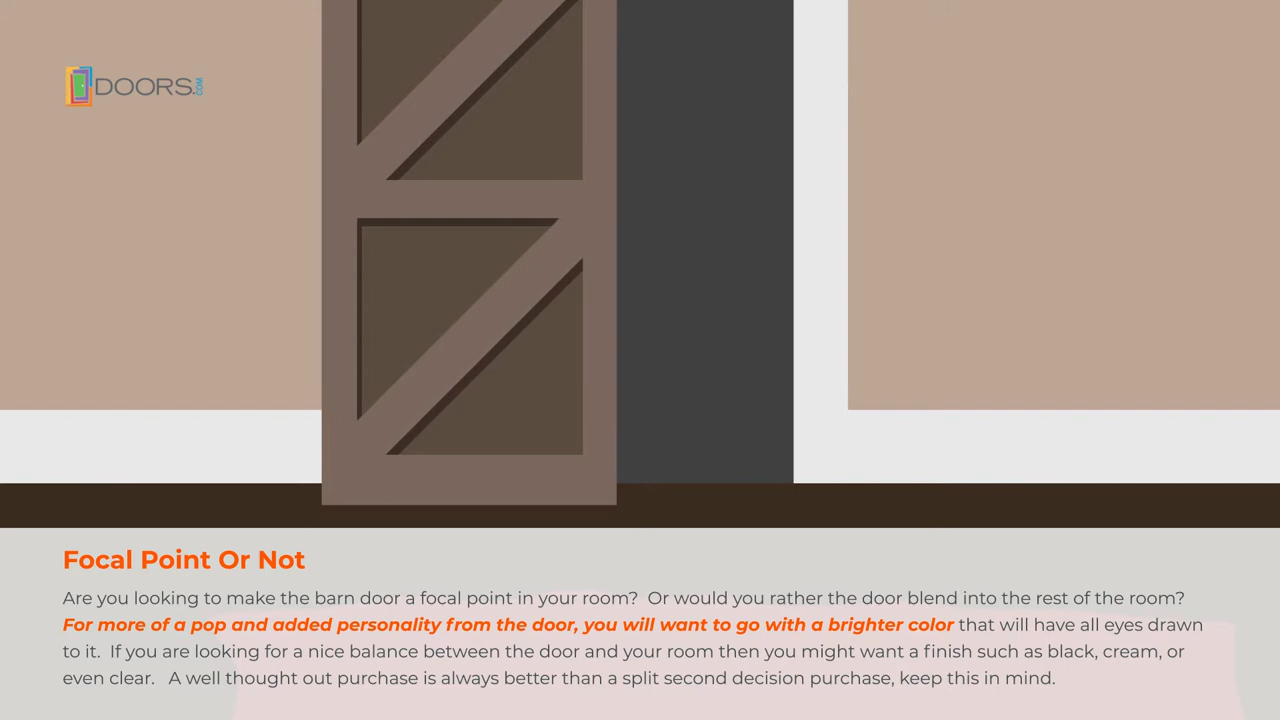 DOORS.COM
Focal Point Or Not
Are you looking to make the barn door a focal point in your room?  Or would you rather the door blend into the rest of the room?
For more of a pop and added personality from the door, you will want to go with a brighter color that will have all eyes drawn
to it.  If you are looking for a nice balance between the door and your room then you might want a finish such as black, cream, or
even clear.   A well thought out purchase is always better than a split second decision purchase, keep this in mind.